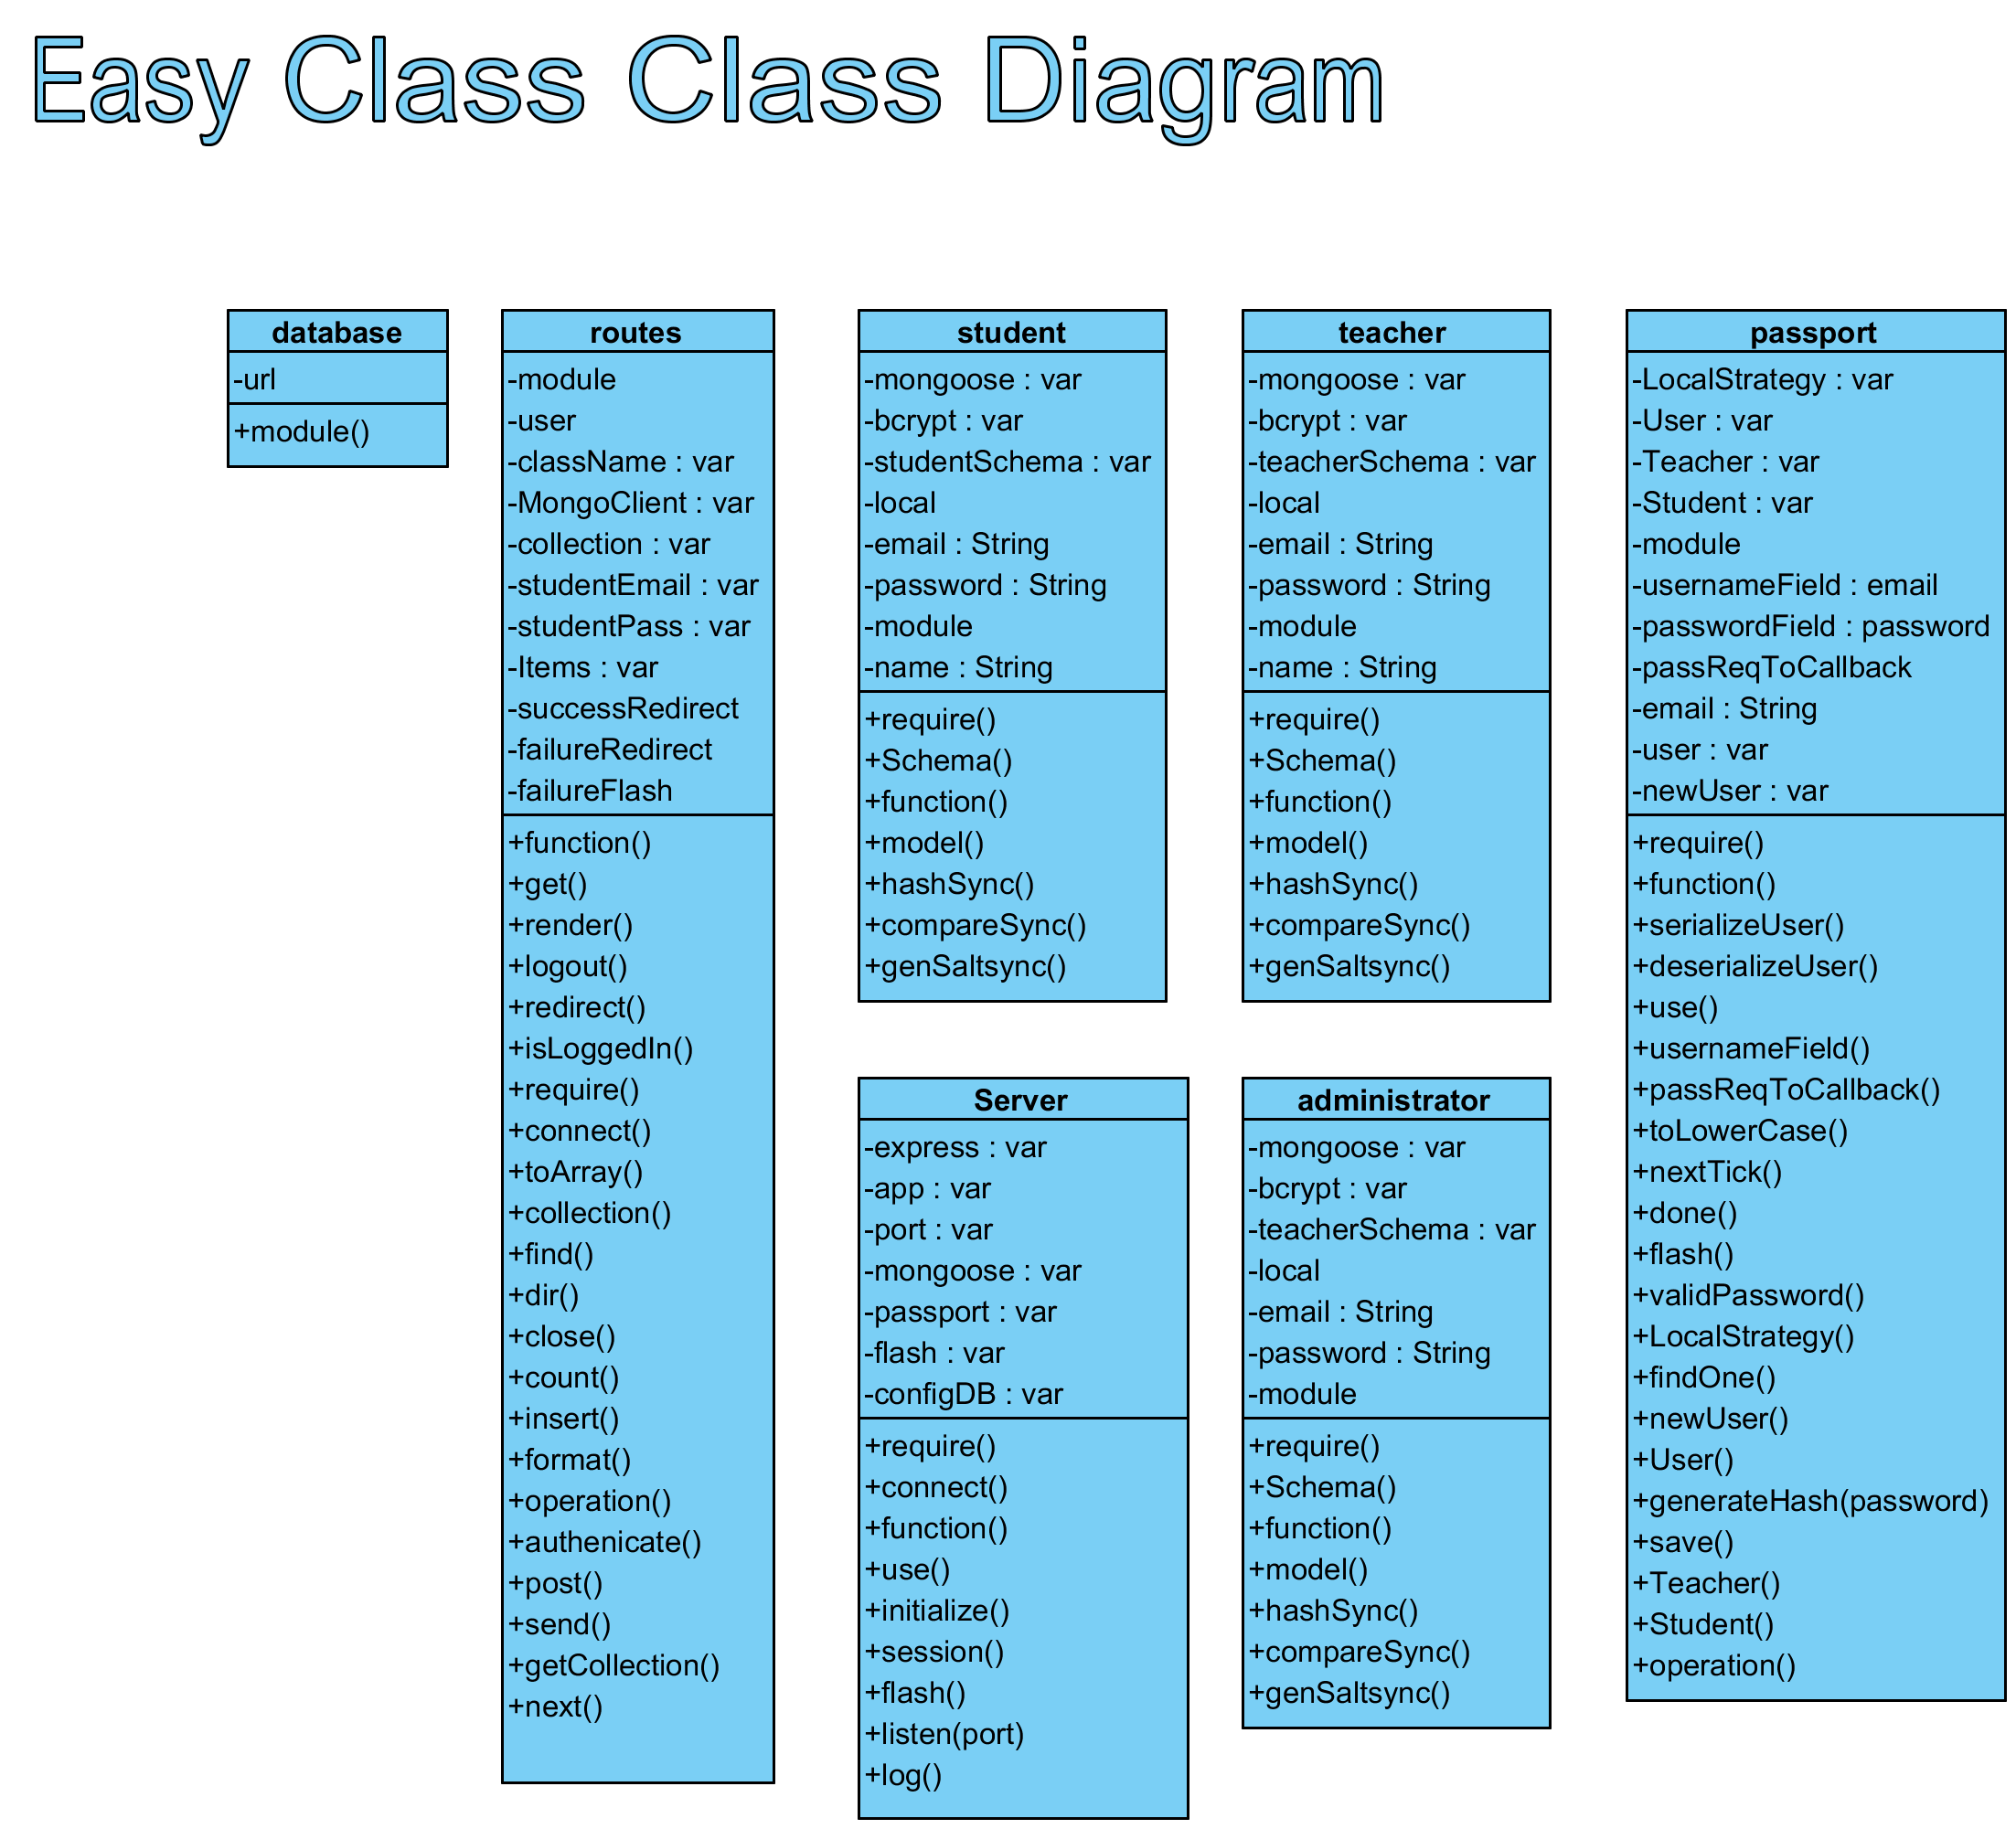 Easy Class Class Diagram
database
-url
+module()
routes
-module
-user
-className : var
-MongoClient : var
-collection : var
-studentEmail : var
-studentPass : var
-Items : var
-successRedirect
-failureRedirect
-failureFlash
+function()
+get()
+render()
+logout()
+redirect()
+isLoggedIn()
+require()
+connect()
+toArray()
+collection()
+find()
+dir()
+close()
+count()
+insert()
+format()
+operation()
+authenicate()
+post()
+send()
+getCollection()
+next()
student
-mongoose : var
-bcrypt : var
-studentSchema : var
-local
-email : String
-password : String
-module
-name : String
+require()
+Schema()
+function()
+model()
+hashSync()
+compareSync()
+genSaltsync()
teacher
-mongoose : var
-bcrypt : var
-teacherSchema : var
-local
-email : String
-password : String
-module
-name : String
+require()
+Schema()
+function()
+model()
+hashSync()
+compareSync()
+genSaltsync()
passport
-LocalStrategy : var
-User : var
-Teacher : var
-Student : var
-module
-usernameField : email
-passwordField : password
-passReqToCallback
-email : String
-user : var
-newUser : var
+require()
+function()
+serializeUser()
+deserializeUser()
+use()
+usernameField()
+passReqToCallback()
+toLowerCase()
+nextTick()
+done()
+flash()
+validPassword()
+LocalStrategy()
+findOne()
+newUser()
+User()
+generateHash(password)
+save()
+Teacher()
+Student()
+operation()
Server
-express : var
-app : var
-port : var
-mongoose : var
-passport : var
-flash : var
-configDB : var
+require()
+connect()
+function()
+use()
+initialize()
+session()
+flash()
+listen(port)
+log()
administrator
-mongoose : var
-bcrypt : var
-teacherSchema : var
-local
-email : String
-password : String
-module
+require()
+Schema()
+function()
+model()
+hashSync()
+compareSync()
+genSaltsync()